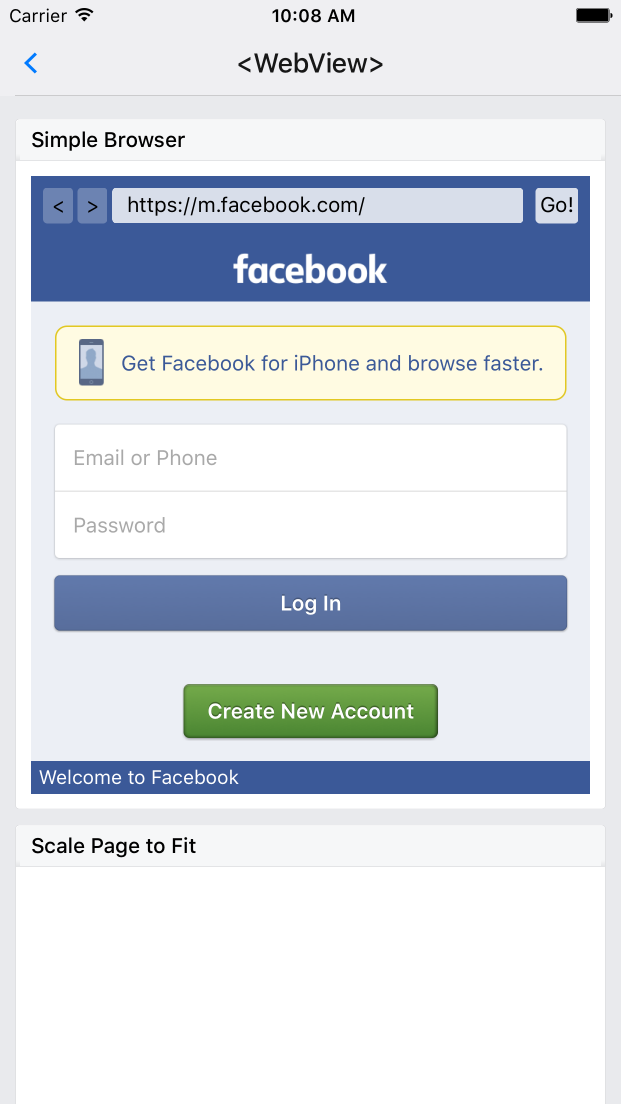 Carrier 10:08 AM
<WebView>
Simple Browser
< > https://m.facebook.com/ Go!
facebook
Get Facebook for iPhone and browse faster.
Email or Phone
Password
Log In
Create New Account
Welcome to Facebook
Scale Page to Fit